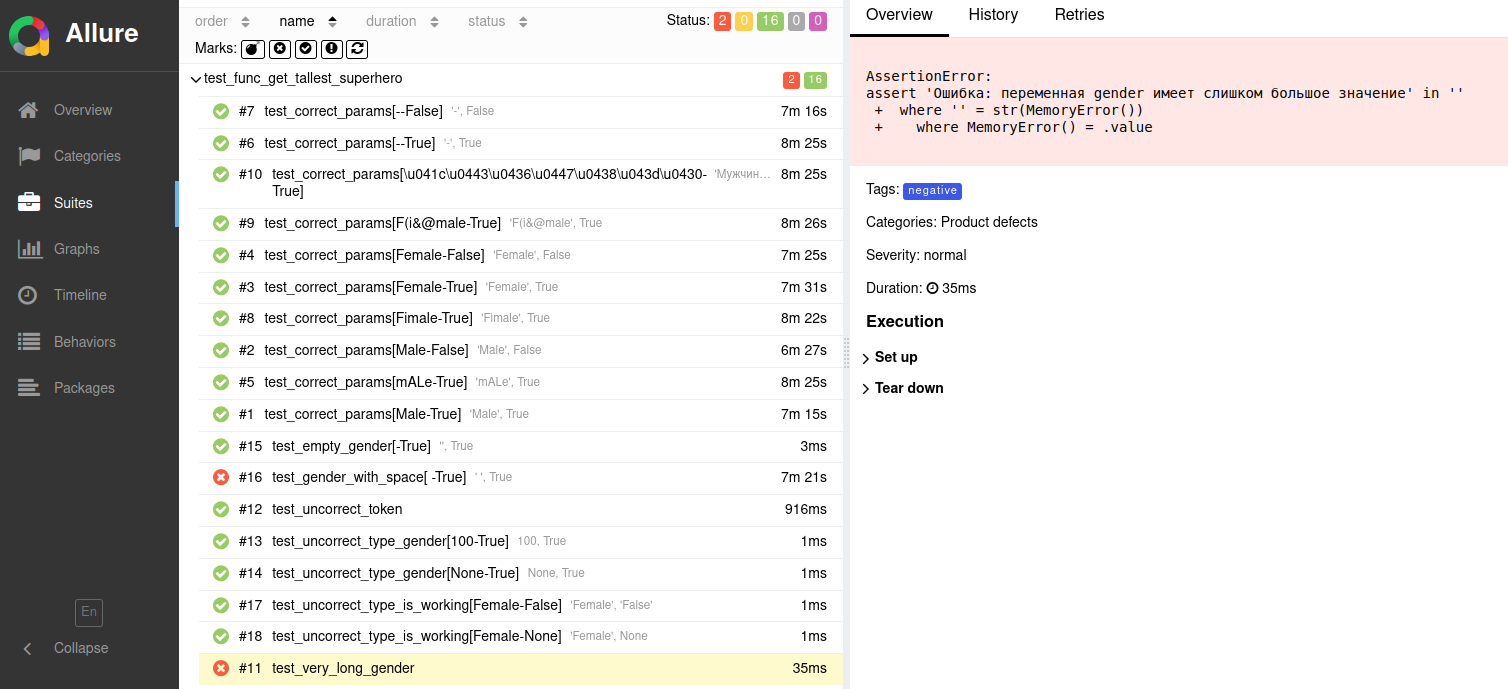 Allure
Overview
Categories
Suites
Graphs
Timeline
Behaviors
Packages
En
Collapse
order name duration status Status: 2 0 16 0 0
Marks:
test_func_get_tallest_superhero 2 16
#7 test_correct_params[--False] '-', False 7m 16s
#6 test_correct_params[--True] '-', True 8m 25s
#10 test_correct_params[\u041c\u0443\u0436\u0447\u0438\u043d\u0430- 'Мужчин... 8m 25s
True]
#9 test_correct_params[F(i&@male-True] 'F(i&@male', True 8m 26s
#4 test_correct_params[Female-False] 'Female', False 7m 25s
#3 test_correct_params[Female-True] 'Female', True 7m 31s
#8 test_correct_params[Fimale-True] 'Fimale', True 8m 22s
#2 test_correct_params[Male-False] 'Male', False 6m 27s
#5 test_correct_params[mALe-True] 'mALe', True 8m 25s
#1 test_correct_params[Male-True] 'Male', True 7m 15s
#15 test_empty_gender[-True] '', True 3ms
#16 test_gender_with_space[ -True] ' ', True 7m 21s
#12 test_uncorrect_token 916ms
#13 test_uncorrect_type_gender[100-True] 100, True 1ms
#14 test_uncorrect_type_gender[None-True] None, True 1ms
#17 test_uncorrect_type_is_working[Female-False] 'Female', 'False' 1ms
#18 test_uncorrect_type_is_working[Female-None] 'Female', None 1ms
#11 test_very_long_gender 35ms
Overview History Retries
AssertionError:
assert 'Ошибка: переменная gender имеет слишком большое значение' in ''
+ where '' = str(MemoryError())
+ where MemoryError() = .value
Tags: negative
Categories: Product defects
Severity: normal
Duration: 35ms
Execution
Set up
Tear down